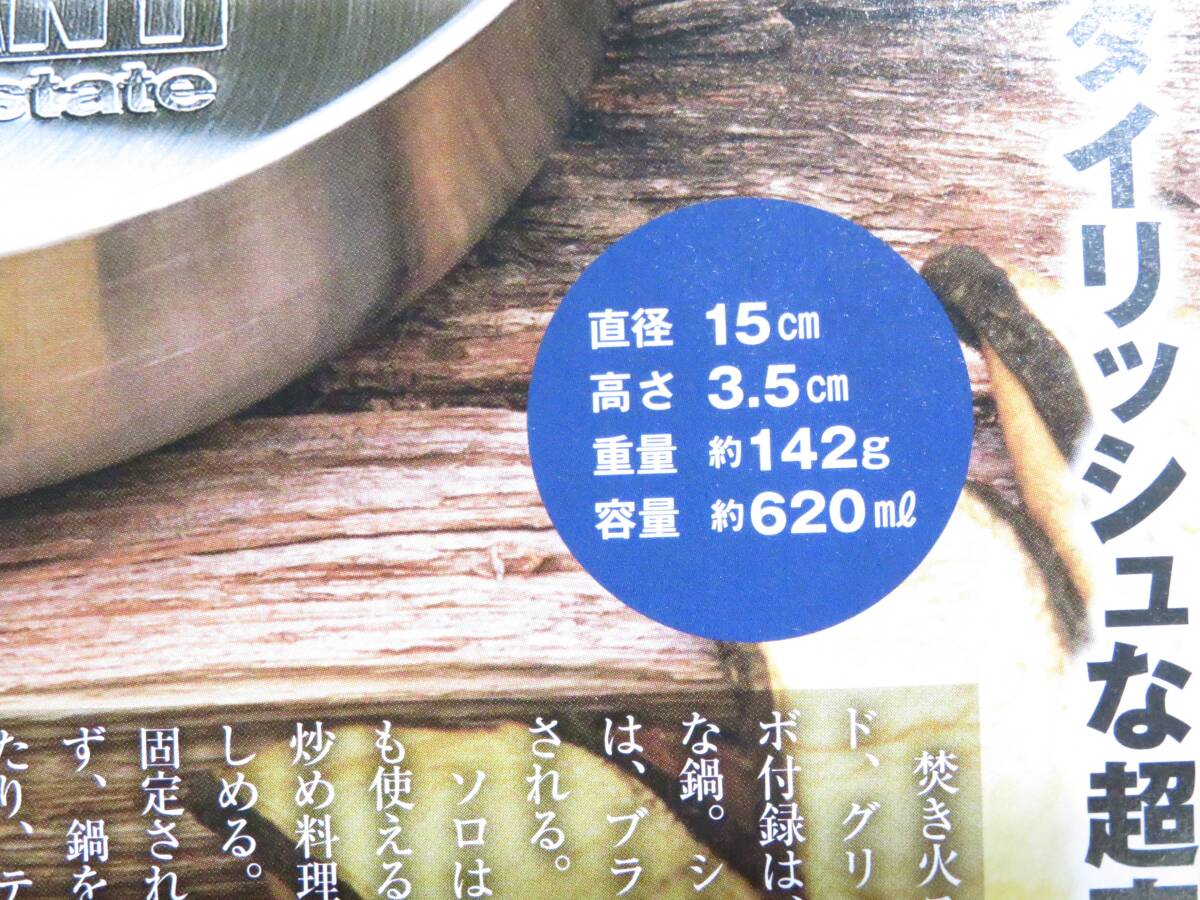 state
タイリッシュな超
直径 15cm
高さ 3.5cm
重量 約142g
容量 約620ml
焚き火
ド、グリ
ボ付録は、
な鍋。シ
は、ブラ
される。
ソロは
も使える
炒め料理
しめる。
固定され
ず、鍋を
たり、テ